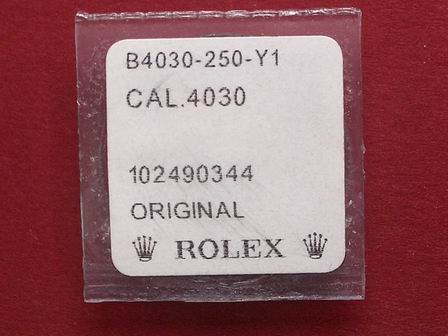 B4030-250-Y1
CAL.4030
102490344
ORIGINAL
ROLEX